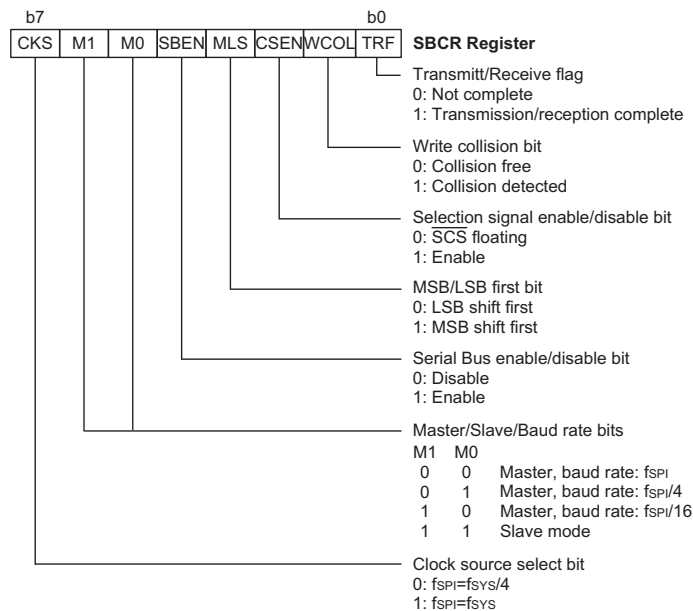 b7 b0
CKS M1 M0 SBEN MLS CSEN WCOL TRF SBCR Register
Transmitt/Receive flag
0: Not complete
1: Transmission/reception complete
Write collision bit
0: Collision free
1: Collision detected
Selection signal enable/disable bit
0: SCS floating
1: Enable
MSB/LSB first bit
0: LSB shift first
1: MSB shift first
Serial Bus enable/disable bit
0: Disable
1: Enable
Master/Slave/Baud rate bits
M1 M0
0 0 Master, baud rate: fSPI
0 1 Master, baud rate: fSPI/4
1 0 Master, baud rate: fSPI/16
1 1 Slave mode
Clock source select bit
0: fSPI=fSYS/4
1: fSPI=fSYS